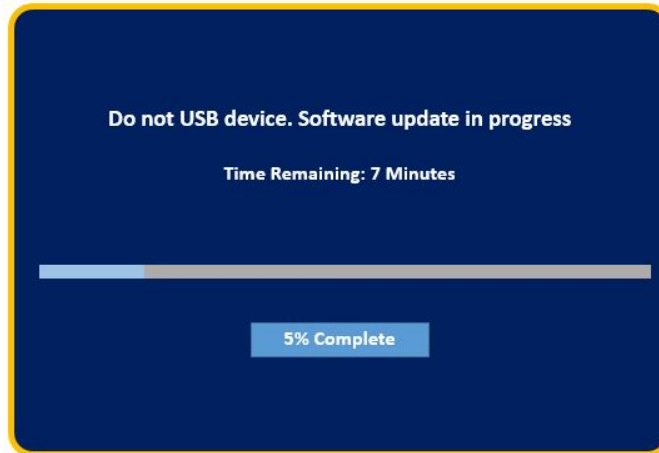 Do not USB device. Software update in progress
Time Remaining: 7 Minutes
5% Complete